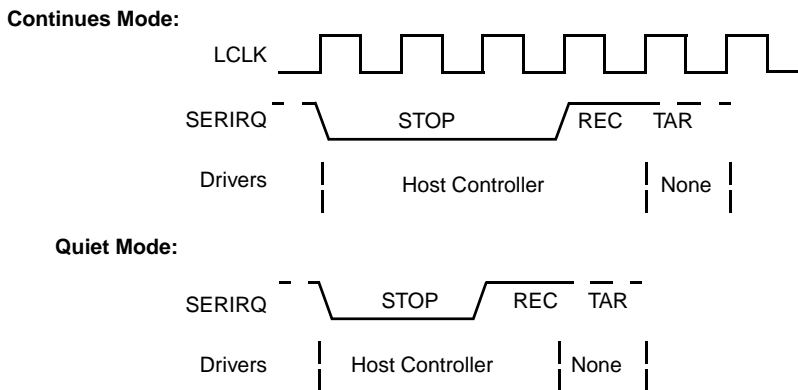 Continues Mode:
LCLK
SERIRQ STOP REC TAR
Drivers Host Controller None
Quiet Mode:
SERIRQ STOP REC TAR
Drivers Host Controller None